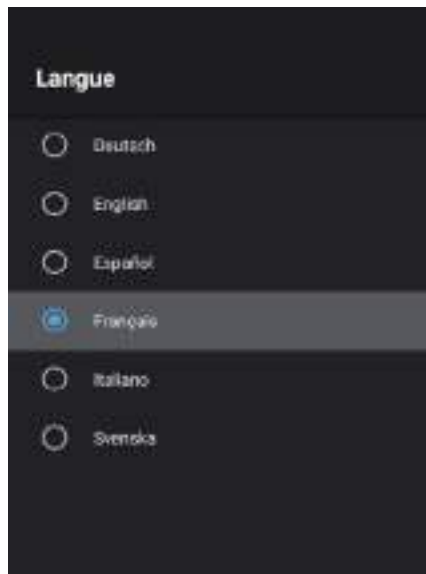 Langue
Deutsch
English
Español
Français
Italiano
Svenska